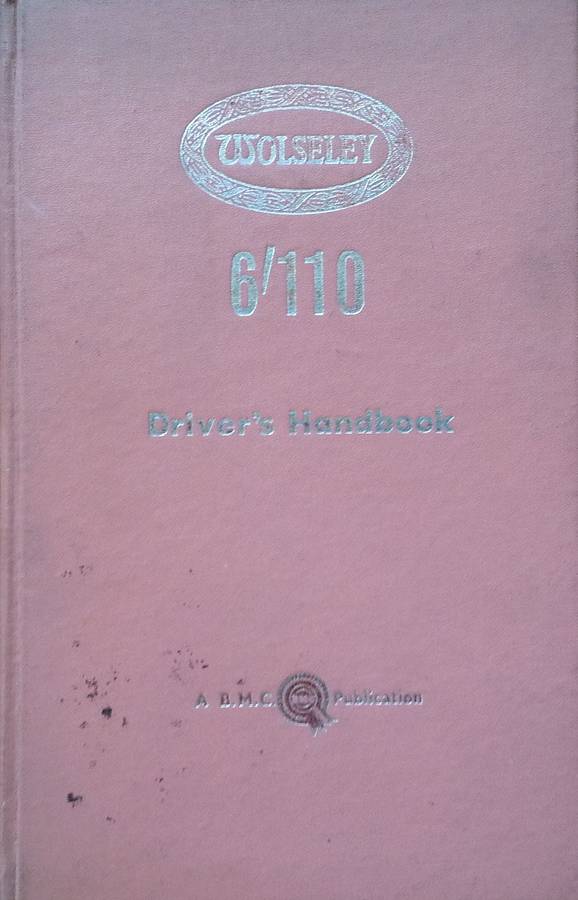 WOLSELEY
6/110
Driver's Handbook
A B.M.C. Publication